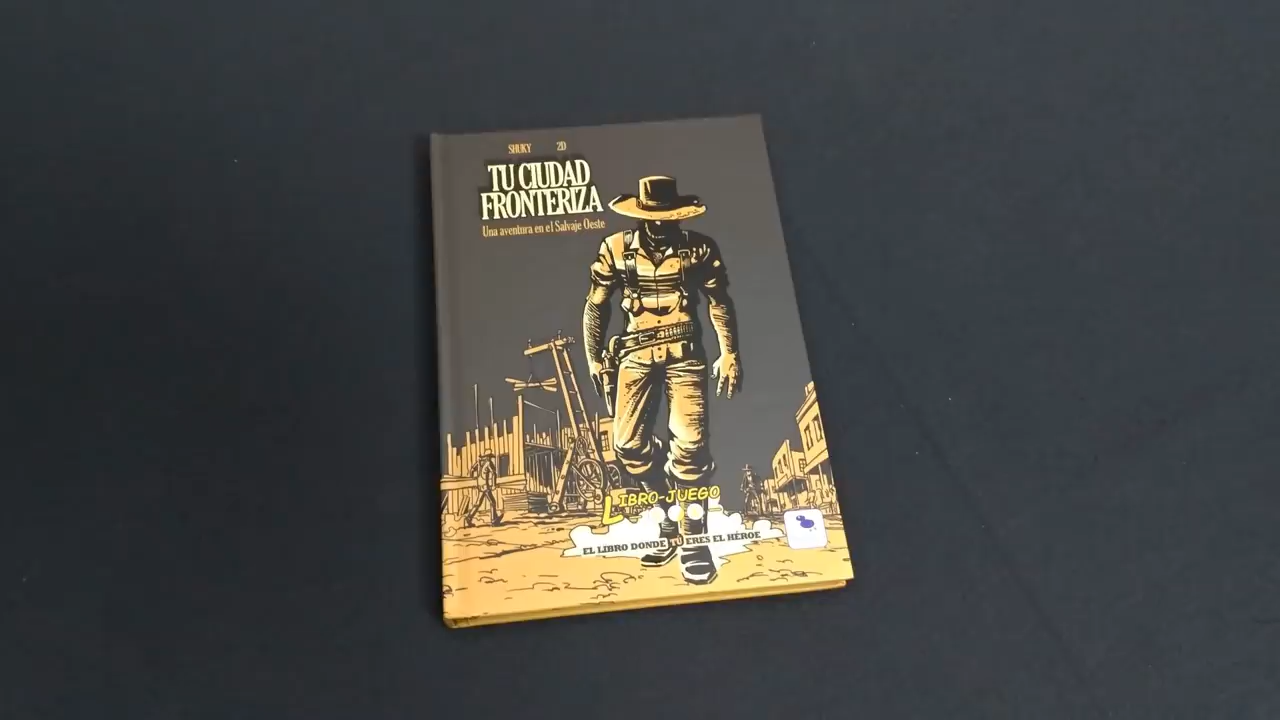 SHUKY 2D
TU CIUDAD
FRONTERIZA
Una aventura en el Salvaje Oeste
LIBRO-JUEGO
EL LIBRO DONDE TÚ ERES EL HÉROE